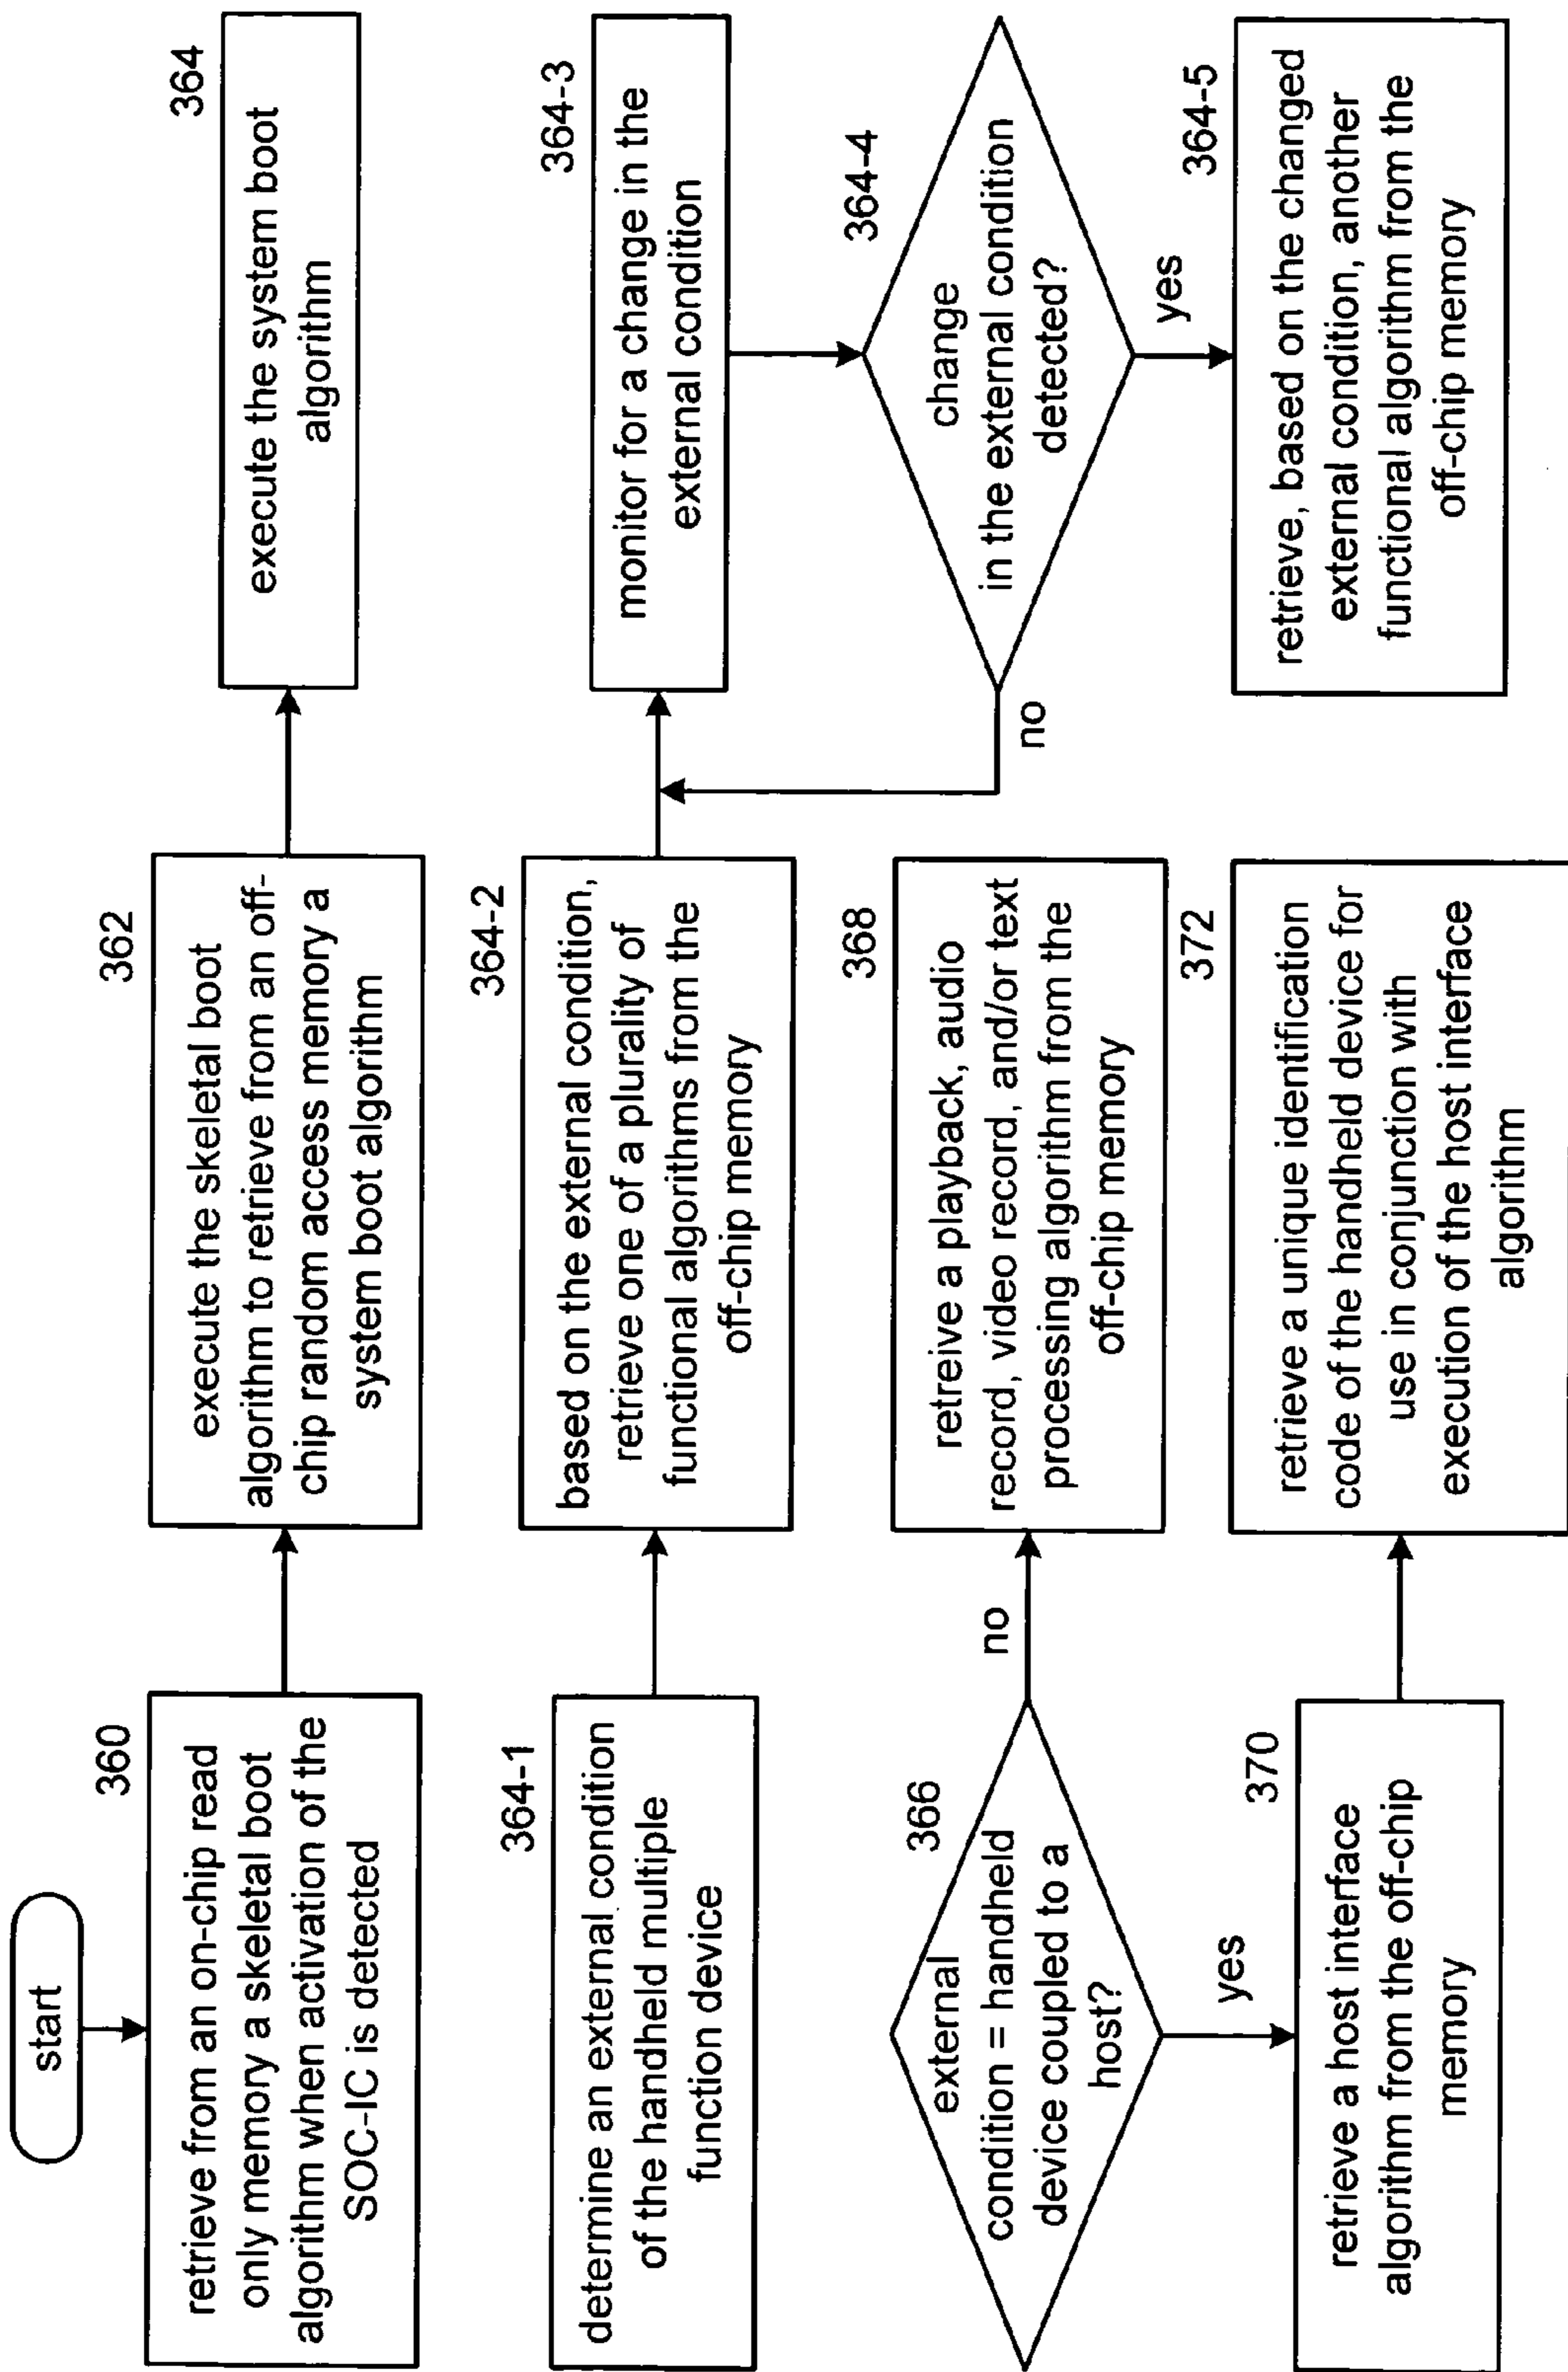 start
360
retrieve from an on-chip read
only memory a skeletal boot
algorithm when activation of the
SOC-IC is detected
362
execute the skeletal boot
algorithm to retrieve from an off-
chip random access memory a
system boot algorithm
364
execute the system boot
algorithm
364-1
determine an external condition
of the handheld multiple
function device
364-2
based on the external condition,
retrieve one of a plurality of
functional algorithms from the
off-chip memory
364-3
monitor for a change in the
external condition
364-4
change
in the external condition
detected?
no
yes
364-5
retrieve, based on the changed
external condition, another
functional algorithm from the
off-chip memory
366
external
condition = handheld
device coupled to a
host?
no
yes
368
retreive a playback, audio
record, video record, and/or text
processing algorithm from the
off-chip memory
370
retrieve a host interface
algorithm from the off-chip
memory
372
retrieve a unique identification
code of the handheld device for
use in conjunction with
execution of the host interface
algorithm